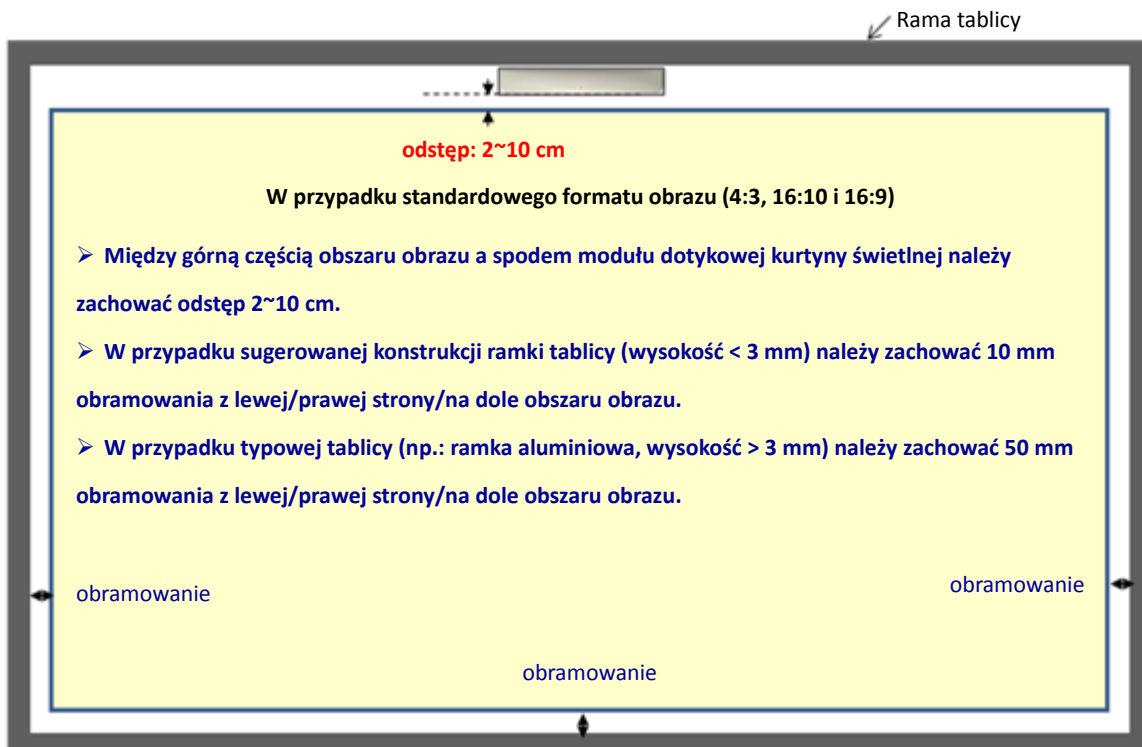 Rama tablicy
odstęp: 2~10 cm
W przypadku standardowego formatu obrazu (4:3, 16:10 i 16:9)
➢ Między górną częścią obszaru obrazu a spodem modułu dotykowej kurtyny świetlnej należy
zachować odstęp 2~10 cm.
➢ W przypadku sugerowanej konstrukcji ramki tablicy (wysokość < 3 mm) należy zachować 10 mm
obramowania z lewej/prawej strony/na dole obszaru obrazu.
➢ W przypadku typowej tablicy (np.: ramka aluminiowa, wysokość > 3 mm) należy zachować 50 mm
obramowania z lewej/prawej strony/na dole obszaru obrazu.
obramowanie
obramowanie
obramowanie